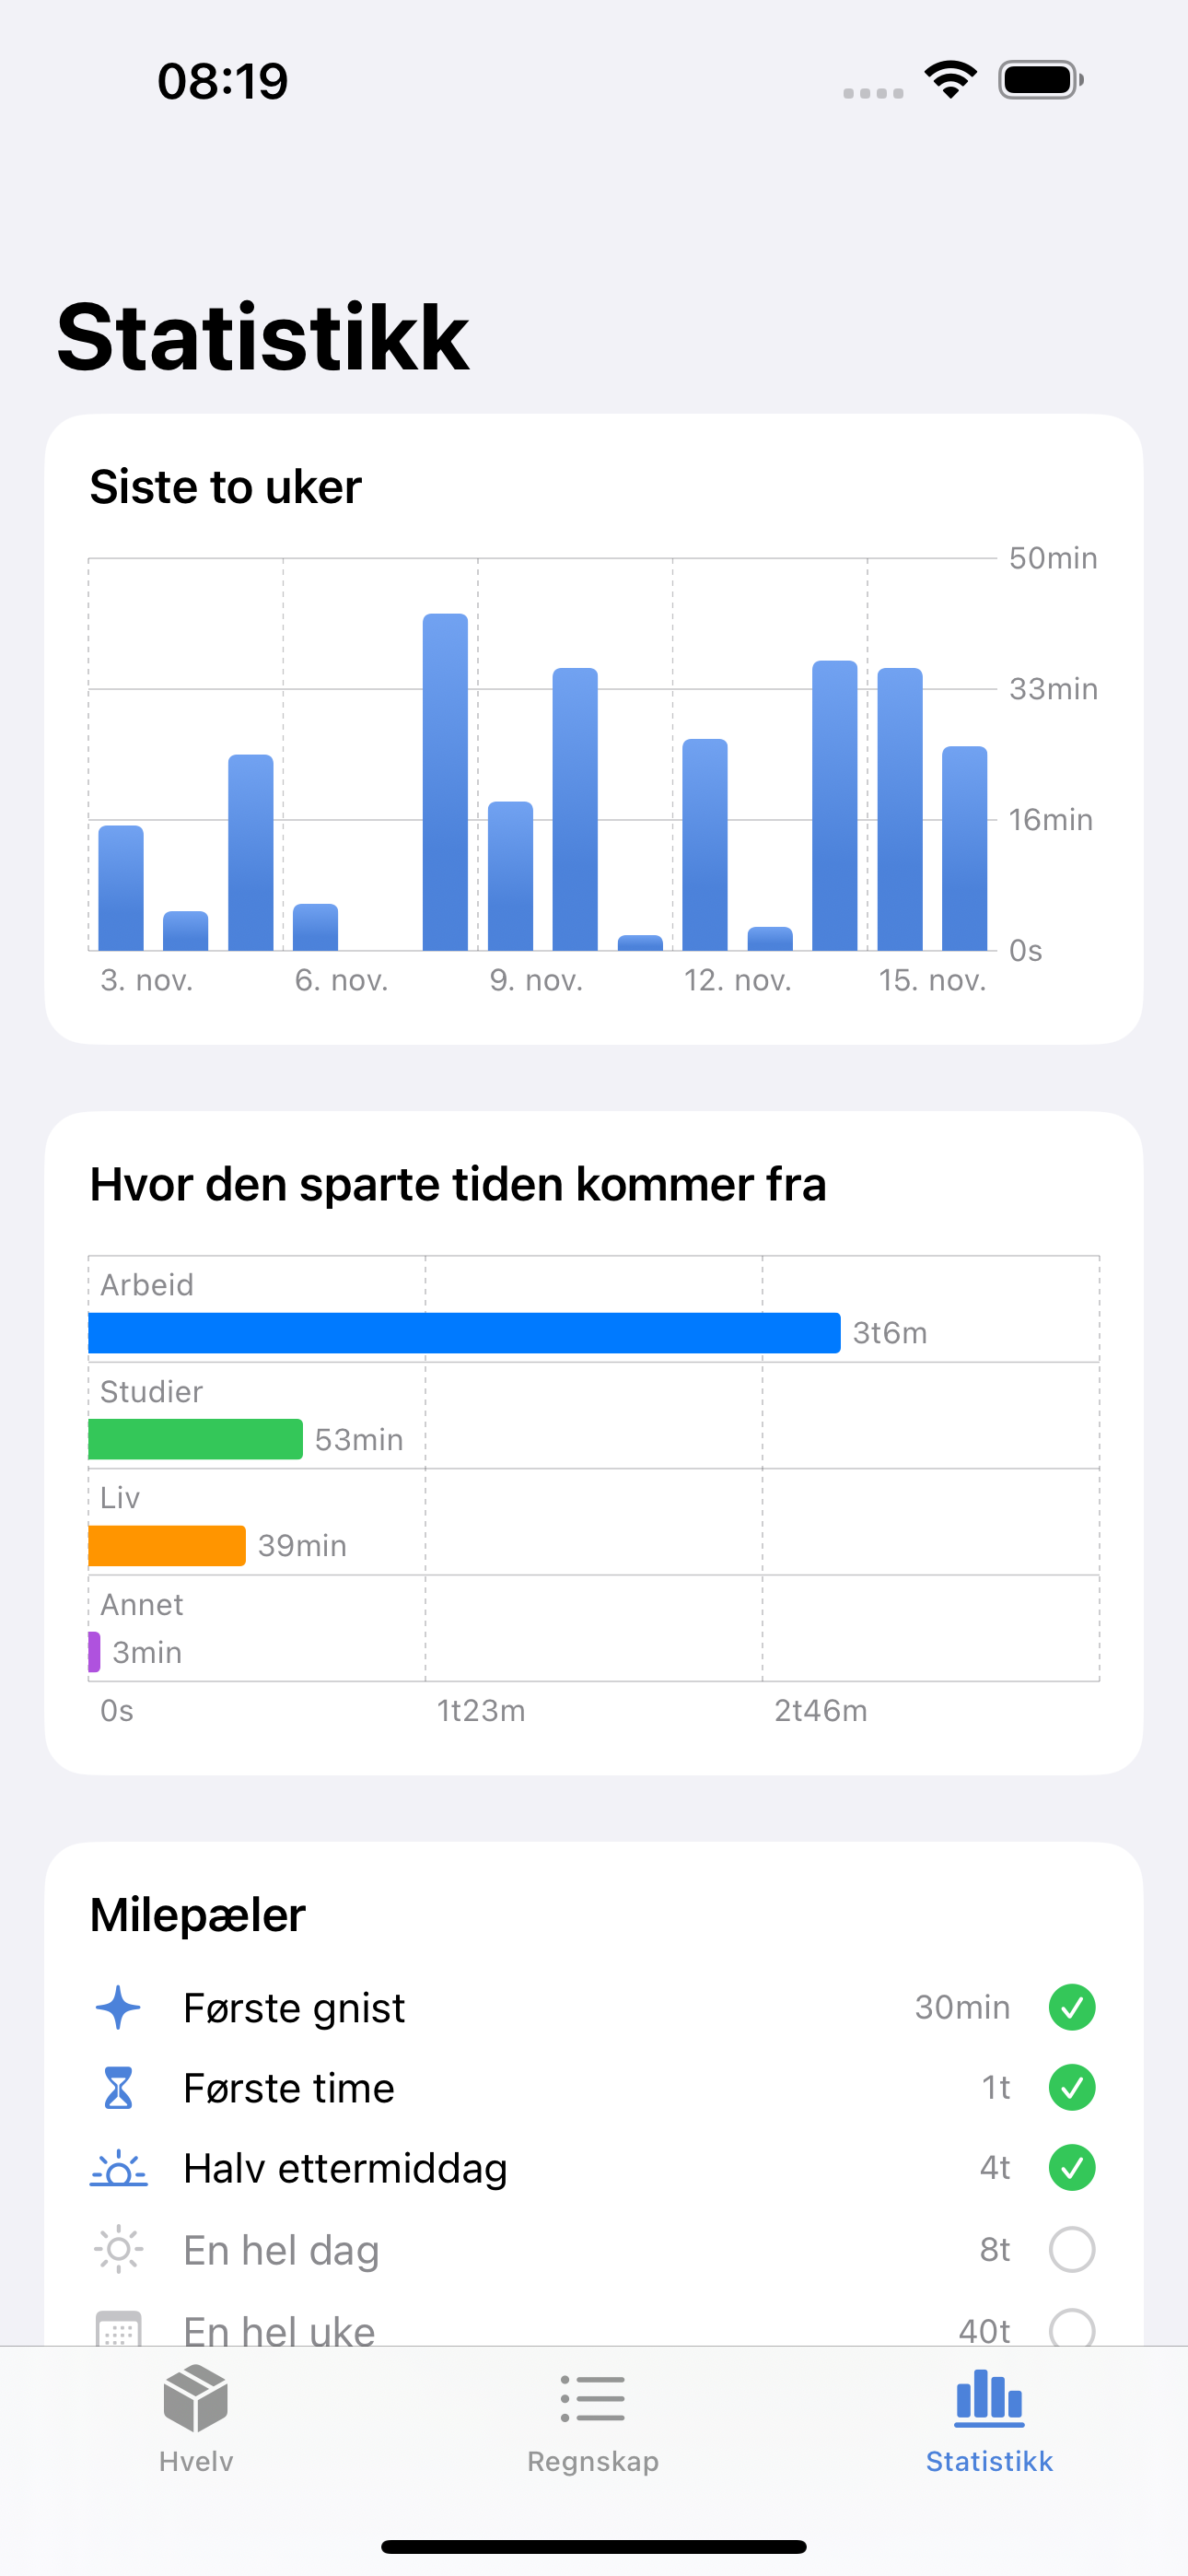 08:19
Statistikk
Siste to uker
50min
33min
16min
0s
3. nov. 6. nov. 9. nov. 12. nov. 15. nov.
Hvor den sparte tiden kommer fra
Arbeid
3t6m
Studier
53min
Liv
39min
Annet
3min
0s 1t23m 2t46m
Milepæler
Første gnist 30min
Første time 1t
Halv ettermiddag 4t
En hel dag 8t
En hel uke 40t
Hvelv Regnskap Statistikk